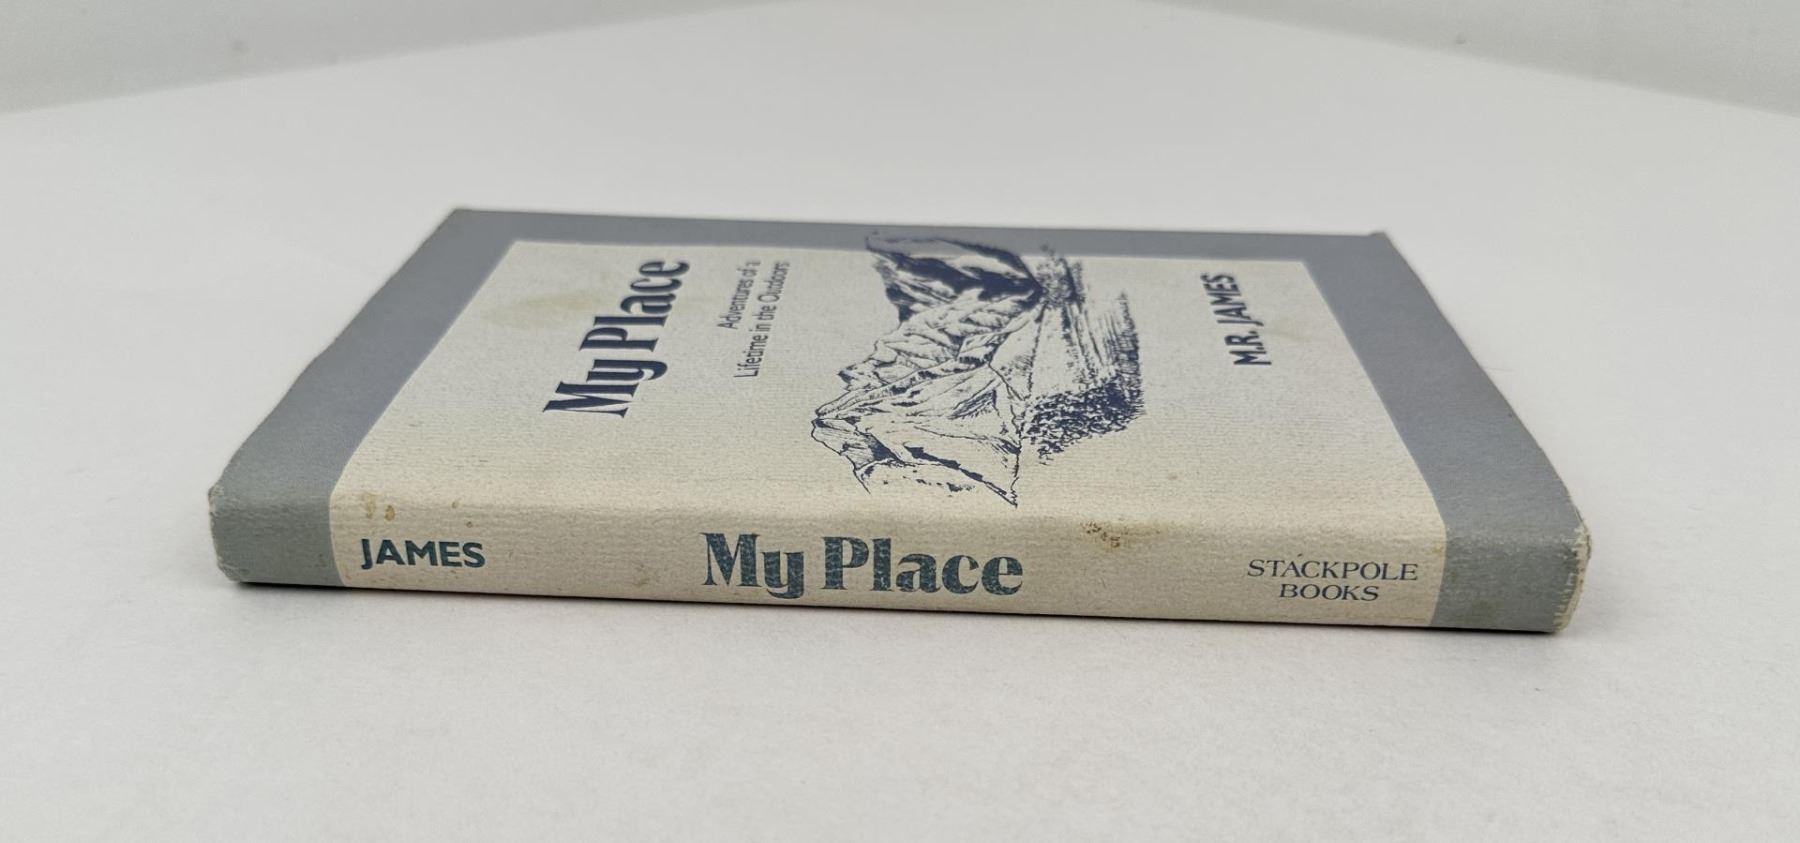 My Place
Adventures of a
Lifetime in the Outdoors
M.R. JAMES
JAMES
My Place
STACKPOLE
BOOKS